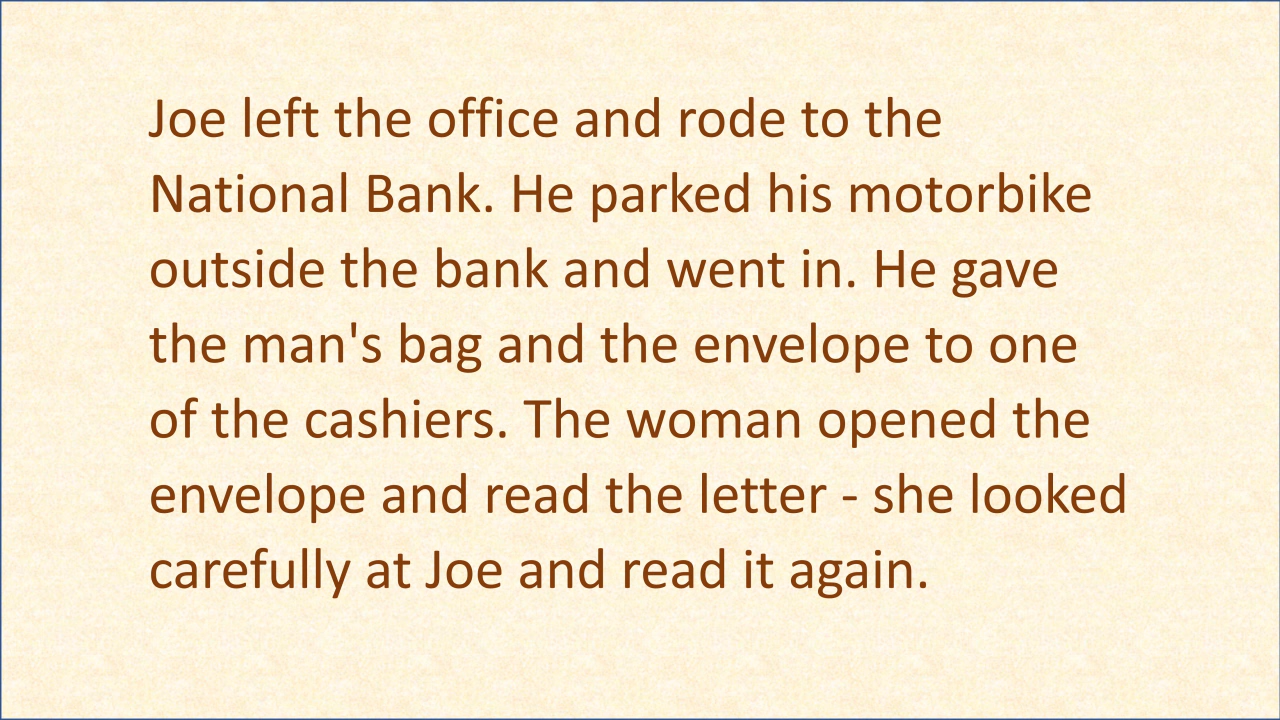 Joe left the office and rode to the
National Bank. He parked his motorbike
outside the bank and went in. He gave
the man's bag and the envelope to one
of the cashiers. The woman opened the
envelope and read the letter - she looked
carefully at Joe and read it again.